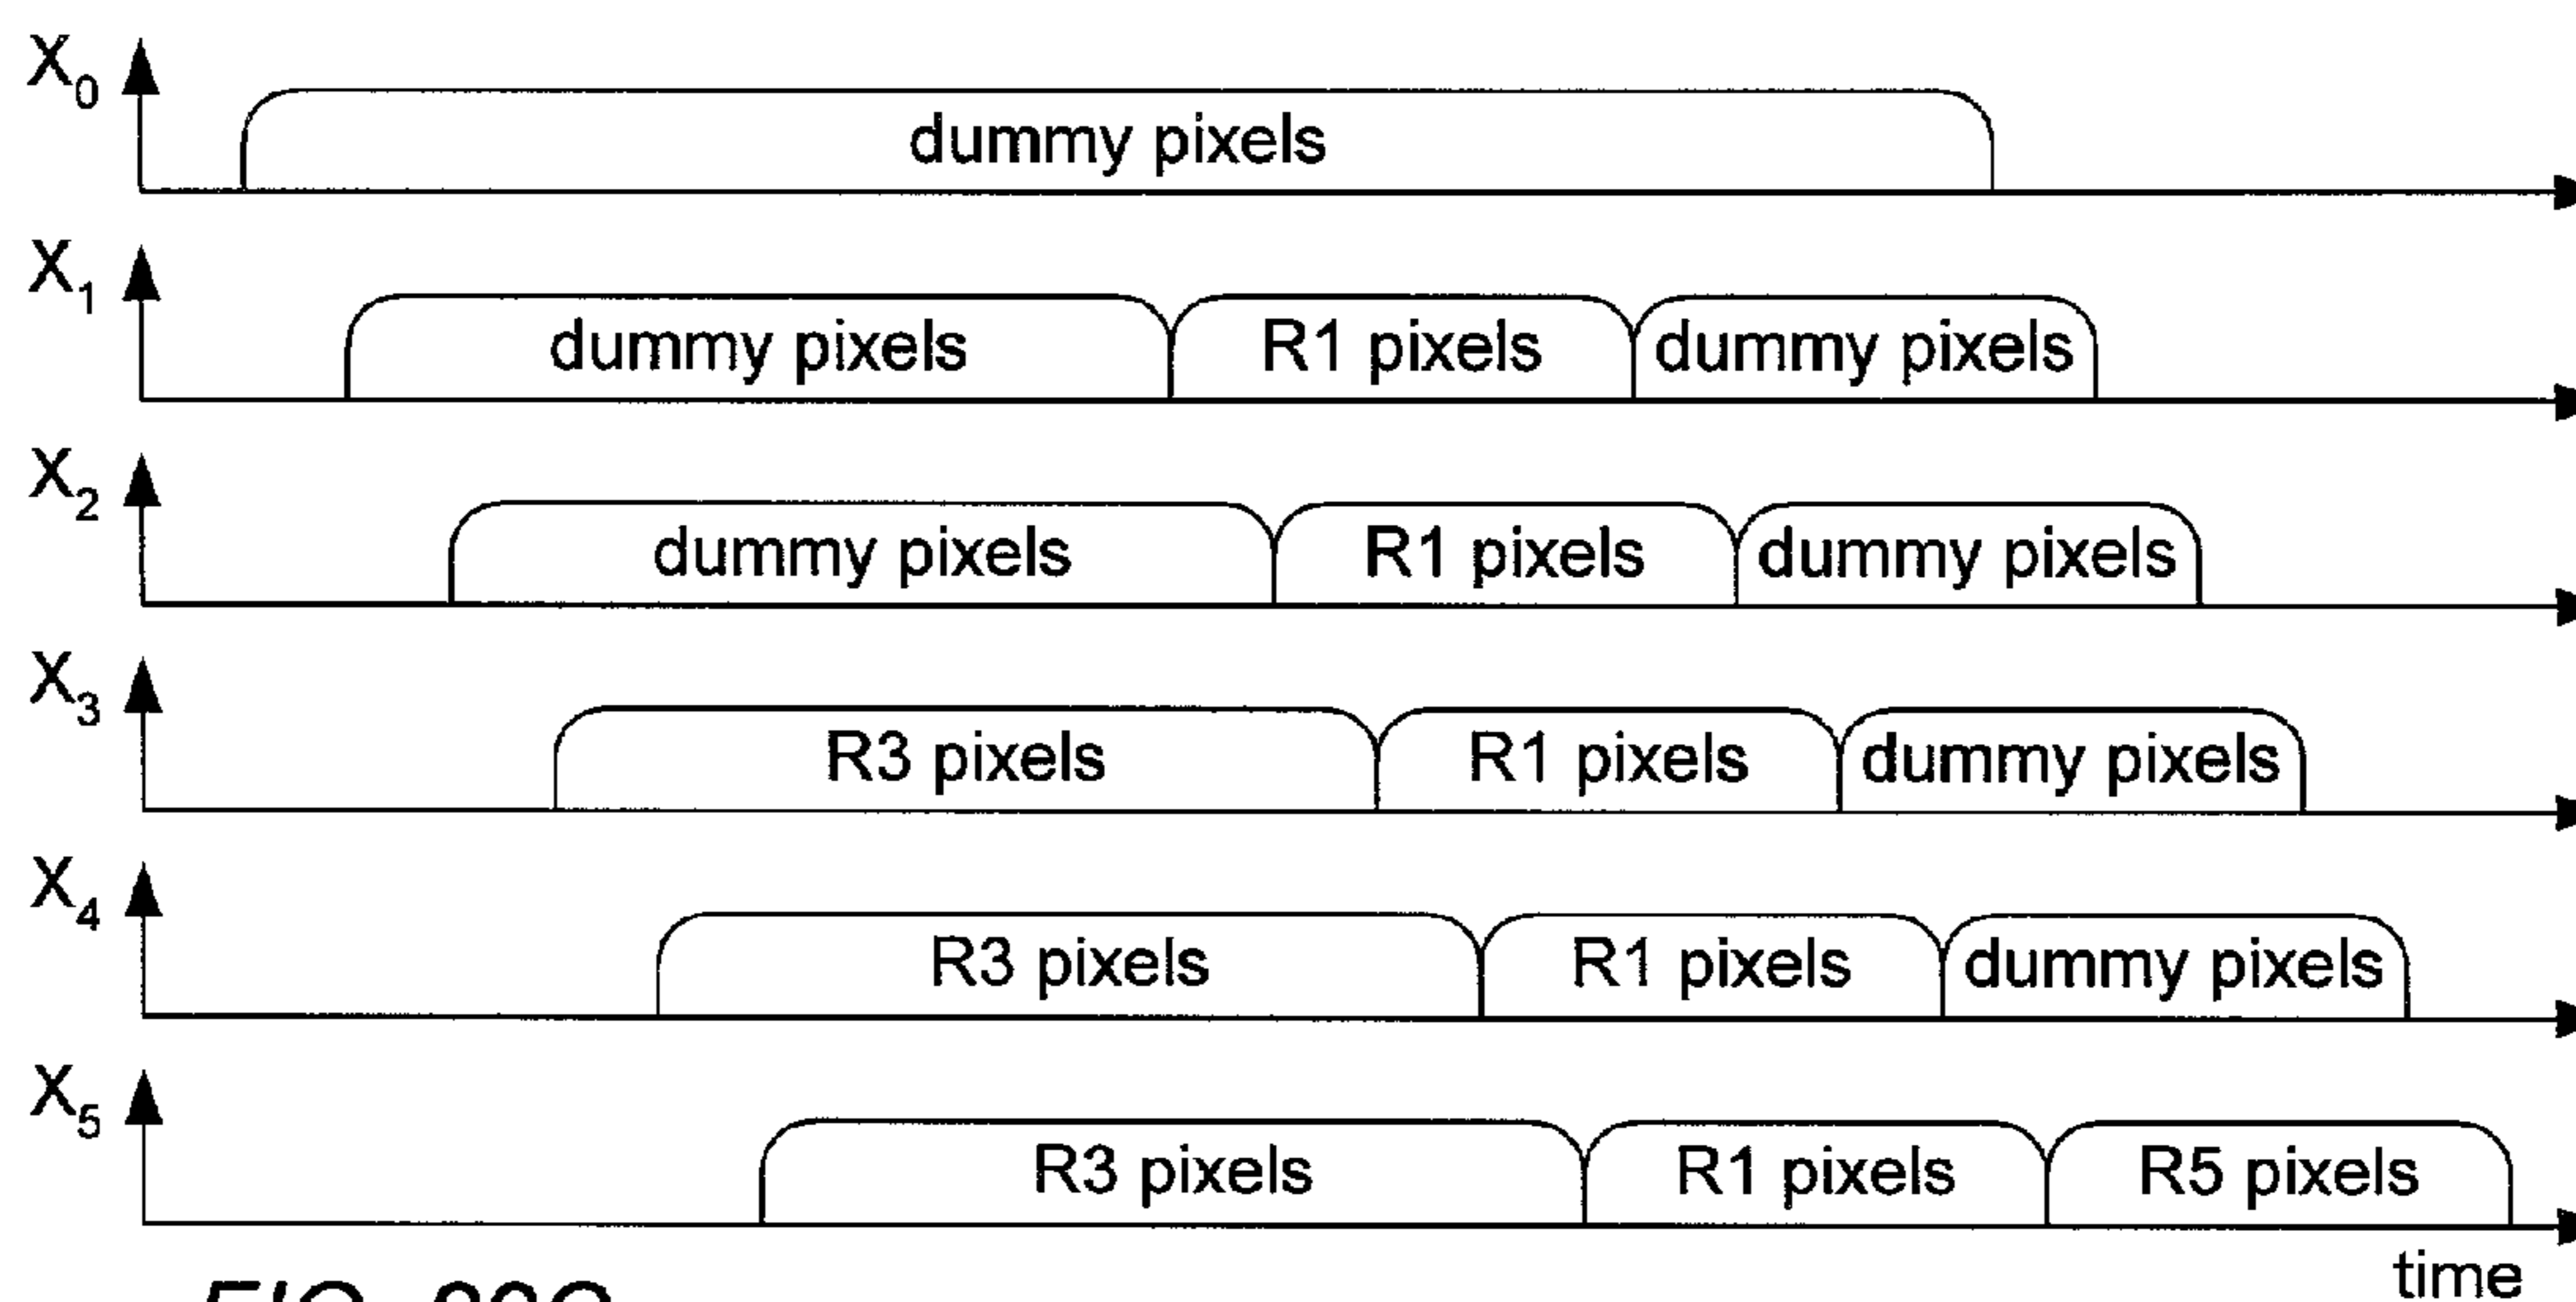 X0
dummy pixels
X1
dummy pixels R1 pixels dummy pixels
X2
dummy pixels R1 pixels dummy pixels
X3
R3 pixels R1 pixels dummy pixels
X4
R3 pixels R1 pixels dummy pixels
X5
R3 pixels R1 pixels R5 pixels
time